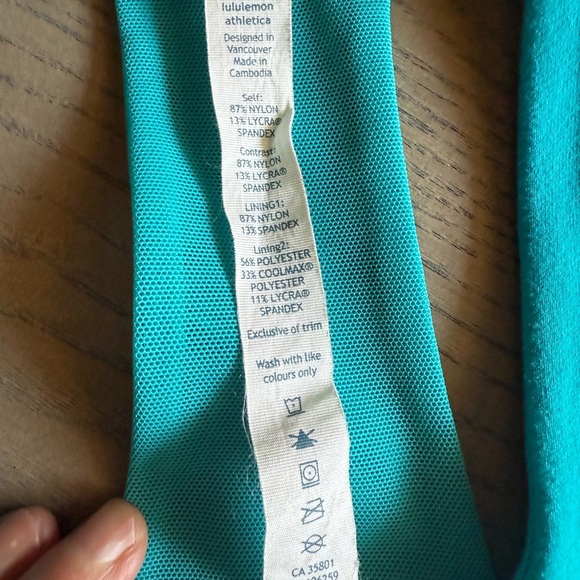 lululemon
athletica
Designed in
Vancouver
Made in
Cambodia
Self:
87% NYLON
13% LYCRA®
SPANDEX
Contrast:
87% NYLON
13% LYCRA®
SPANDEX
LINING1:
87% NYLON
13% SPANDEX
Lining2:
56% POLYESTER
33% COOLMAX®
POLYESTER
11% LYCRA®
SPANDEX
Exclusive of trim
Wash with like
colours only
CA 35801